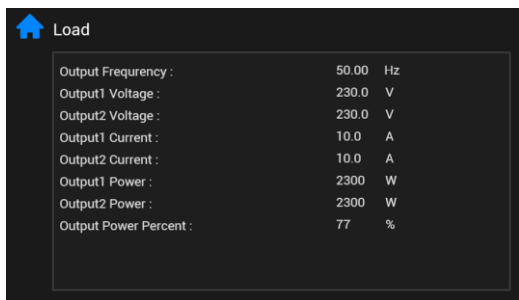 Load
Output Frequrency : 50.00 Hz
Output1 Voltage : 230.0 V
Output2 Voltage : 230.0 V
Output1 Current : 10.0 A
Output2 Current : 10.0 A
Output1 Power : 2300 W
Output2 Power : 2300 W
Output Power Percent : 77 %